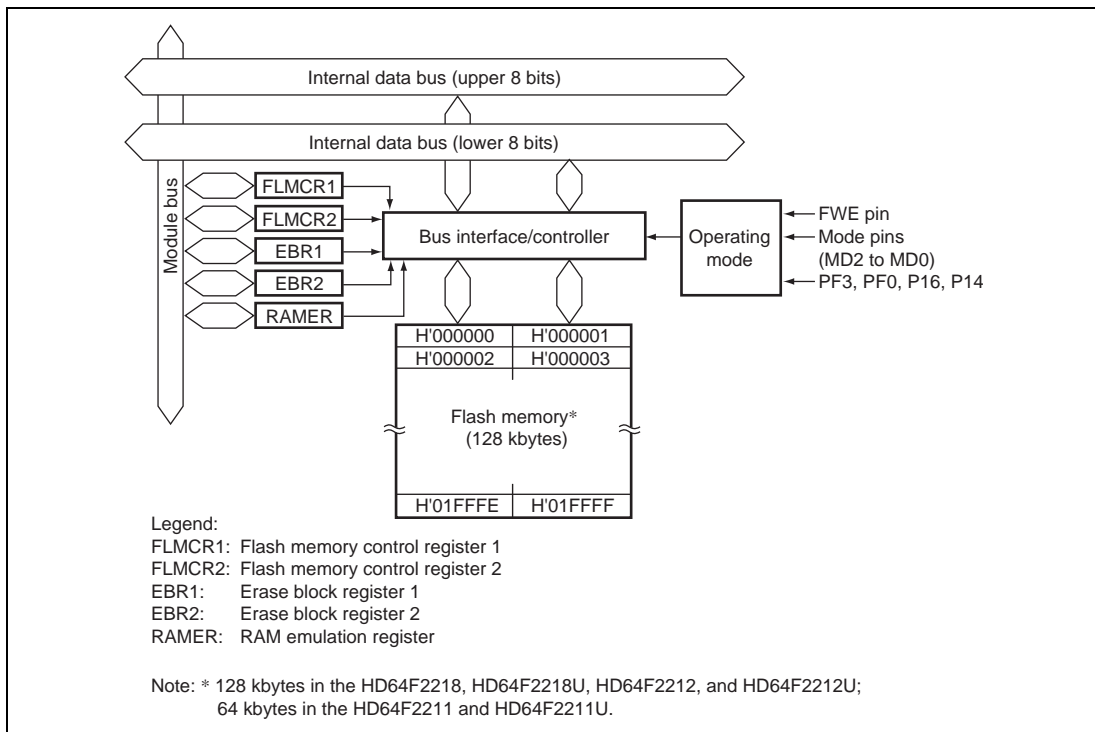 Internal data bus (upper 8 bits)
Internal data bus (lower 8 bits)
Module bus
FLMCR1
FLMCR2
EBR1
EBR2
RAMER
Bus interface/controller
Operating
mode
FWE pin
Mode pins
(MD2 to MD0)
PF3, PF0, P16, P14
H'000000 H'000001
H'000002 H'000003
Flash memory*
(128 kbytes)
H'01FFFE H'01FFFF
Legend:
FLMCR1: Flash memory control register 1
FLMCR2: Flash memory control register 2
EBR1: Erase block register 1
EBR2: Erase block register 2
RAMER: RAM emulation register
Note: * 128 kbytes in the HD64F2218, HD64F2218U, HD64F2212, and HD64F2212U;
64 kbytes in the HD64F2211 and HD64F2211U.